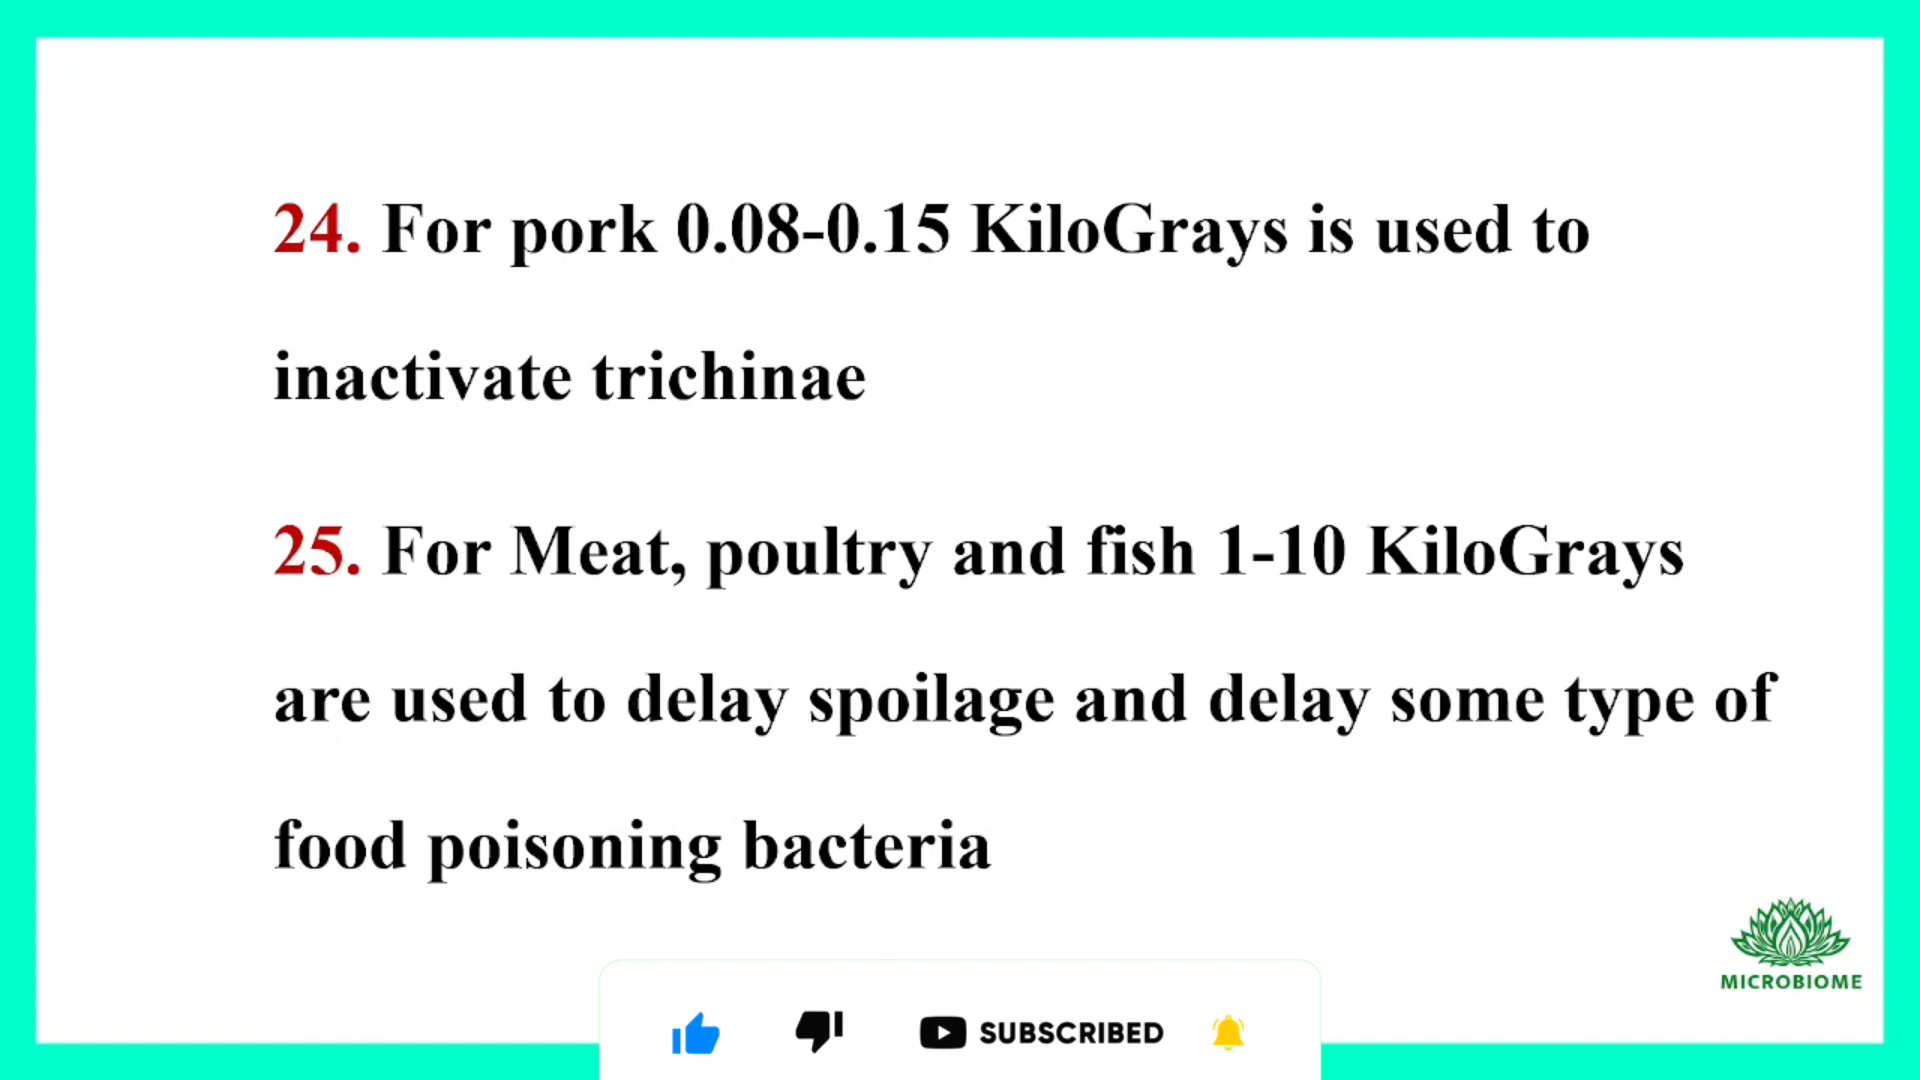 24. For pork 0.08-0.15 KiloGrays is used to
inactivate trichinae
25. For Meat, poultry and fish 1-10 KiloGrays
are used to delay spoilage and delay some type of
food poisoning bacteria
MICROBIOME
SUBSCRIBED